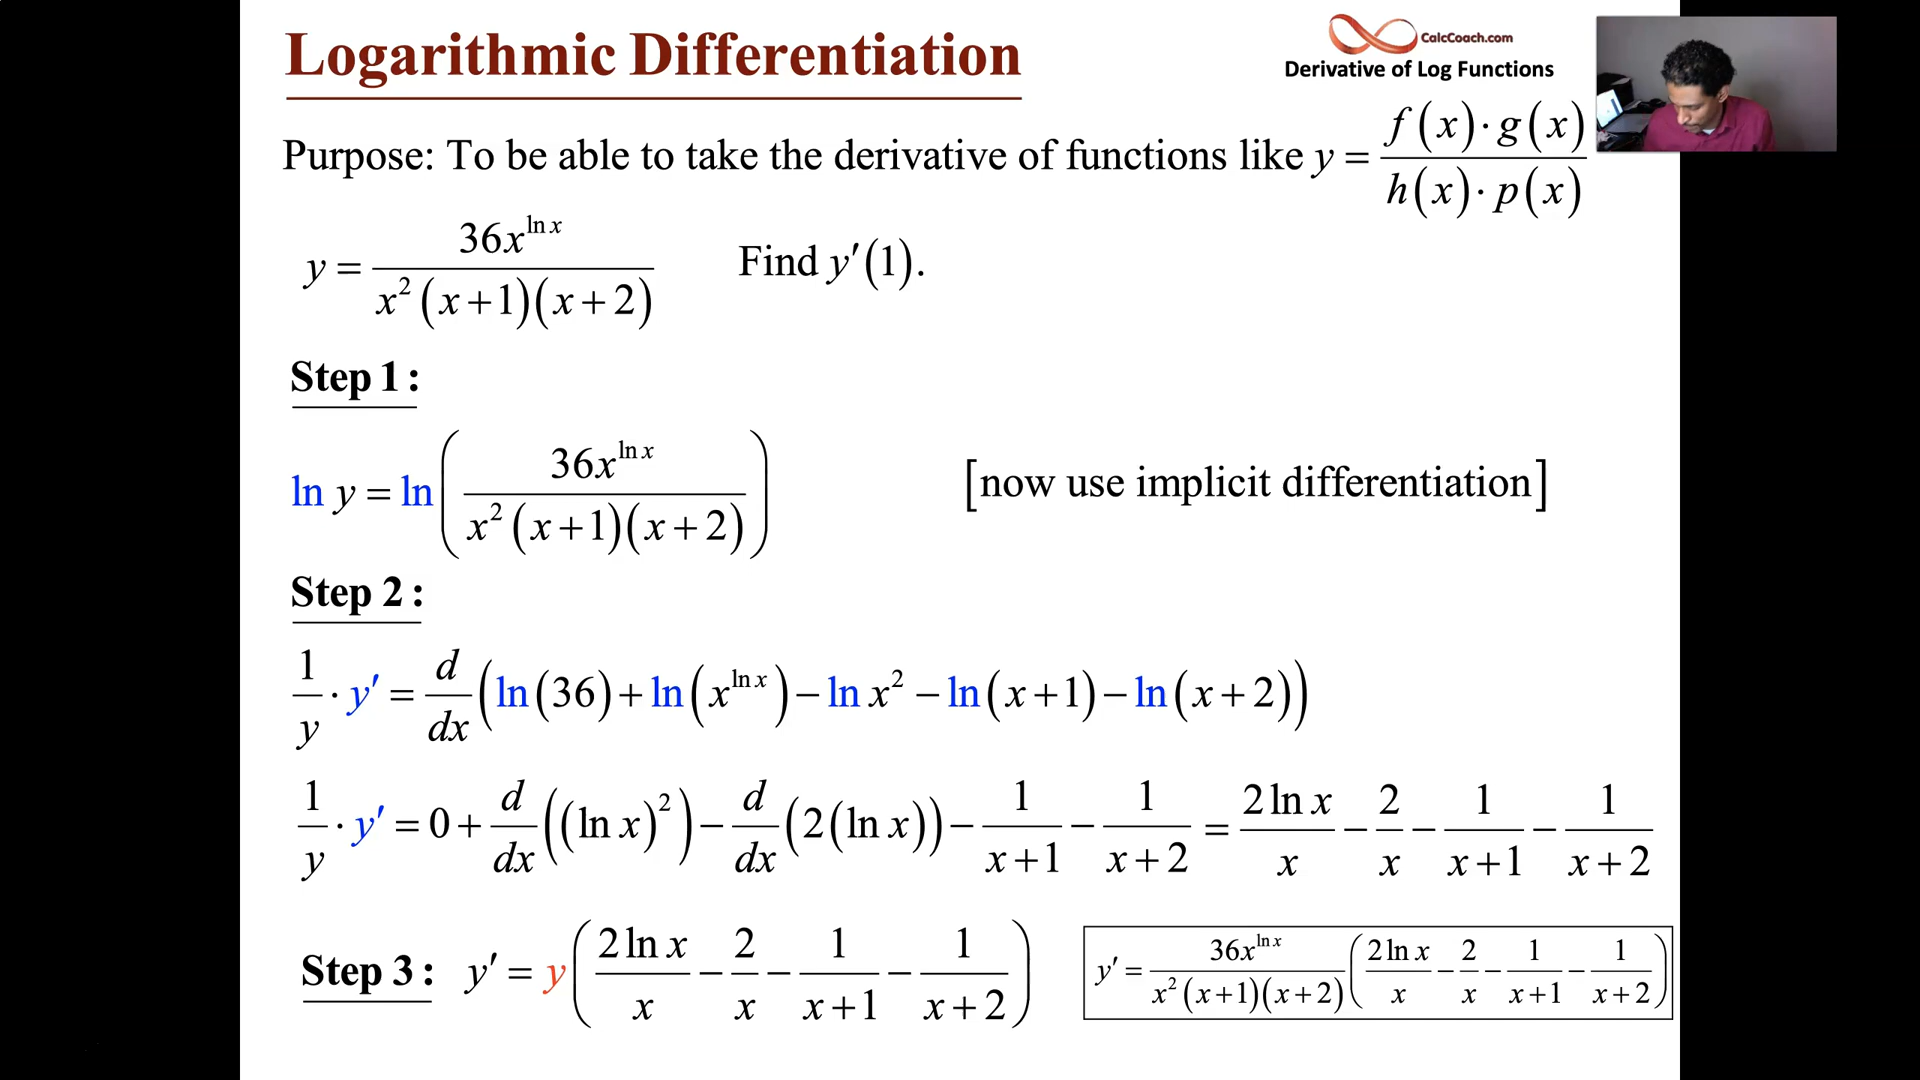 Logarithmic Differentiation
CalcCoach.com
Derivative of Log Functions
Purpose: To be able to take the derivative of functions like y = f(x)·g(x) / h(x)·p(x)
y = 36x^{ln x} / x²(x+1)(x+2)    Find y′(1).
Step 1:
ln y = ln(36x^{ln x} / x²(x+1)(x+2))    [now use implicit differentiation]
Step 2:
1/y · y′ = d/dx (ln(36) + ln(x^{ln x}) − ln x² − ln(x+1) − ln(x+2))
1/y · y′ = 0 + d/dx ((ln x)²) − d/dx (2(ln x)) − 1/x+1 − 1/x+2 = 2 ln x/x − 2/x − 1/x+1 − 1/x+2
Step 3: y′ = y(2 ln x/x − 2/x − 1/x+1 − 1/x+2)
y′ = 36x^{ln x} / x²(x+1)(x+2) (2 ln x/x − 2/x − 1/x+1 − 1/x+2)